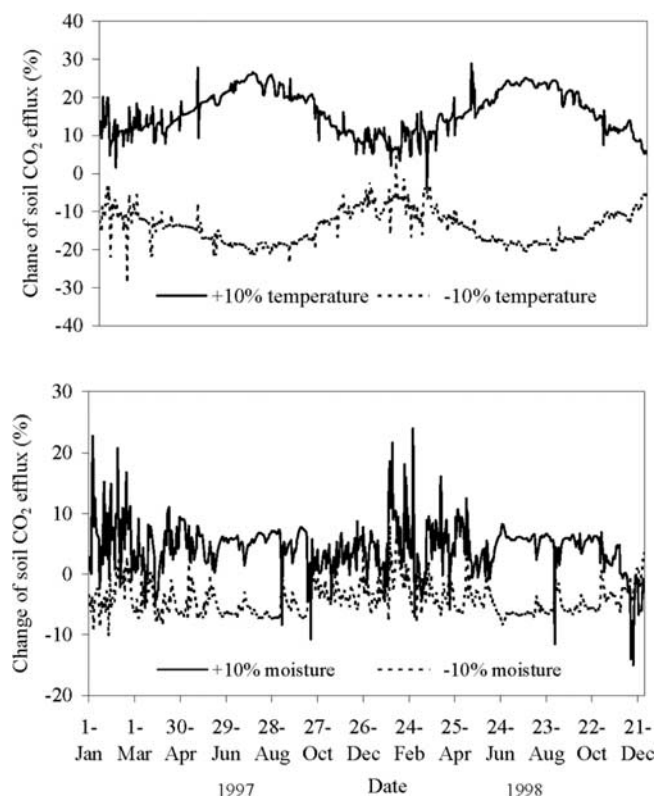 Chane of soil CO2 efflux (%)
40
30
20
10
0
-10
-20
-30
-40
+10% temperature
-10% temperature
Change of soil CO2 efflux (%)
30
20
10
0
-10
-20
+10% moisture
-10% moisture
1- 1- 30- 29- 28- 27- 26- 24- 25- 24- 23- 22- 21-
Jan Mar Apr Jun Aug Oct Dec Feb Apr Jun Aug Oct Dec
1997 Date 1998